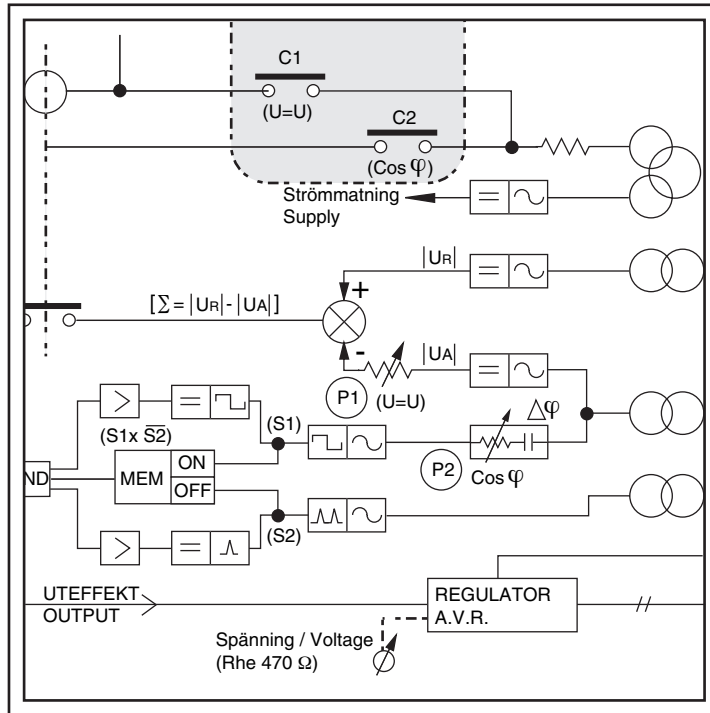 C1
(U=U)
C2
(Cos φ)
Strömmatning
Supply
= ~
|UR|
= ~
+
[Σ = |UR| - |UA| ]
-
|UA|
= ~
P1
(U=U)
Δφ
>
=
(S1x S̅2̅)
(S1)
~
P2
Cos φ
ND
MEM
ON
OFF
~
(S2)
>
=
UTEFFEKT
OUTPUT
REGULATOR
A.V.R.
//
Spänning / Voltage
(Rhe 470 Ω)